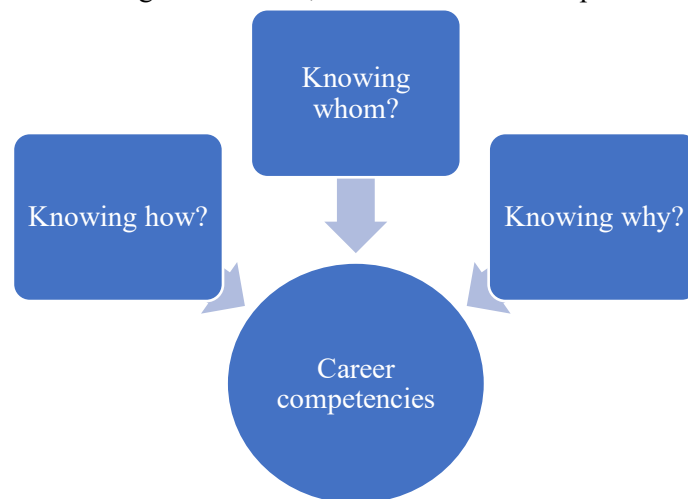 Knowing
whom?
Knowing how?
Knowing why?
Career
competencies